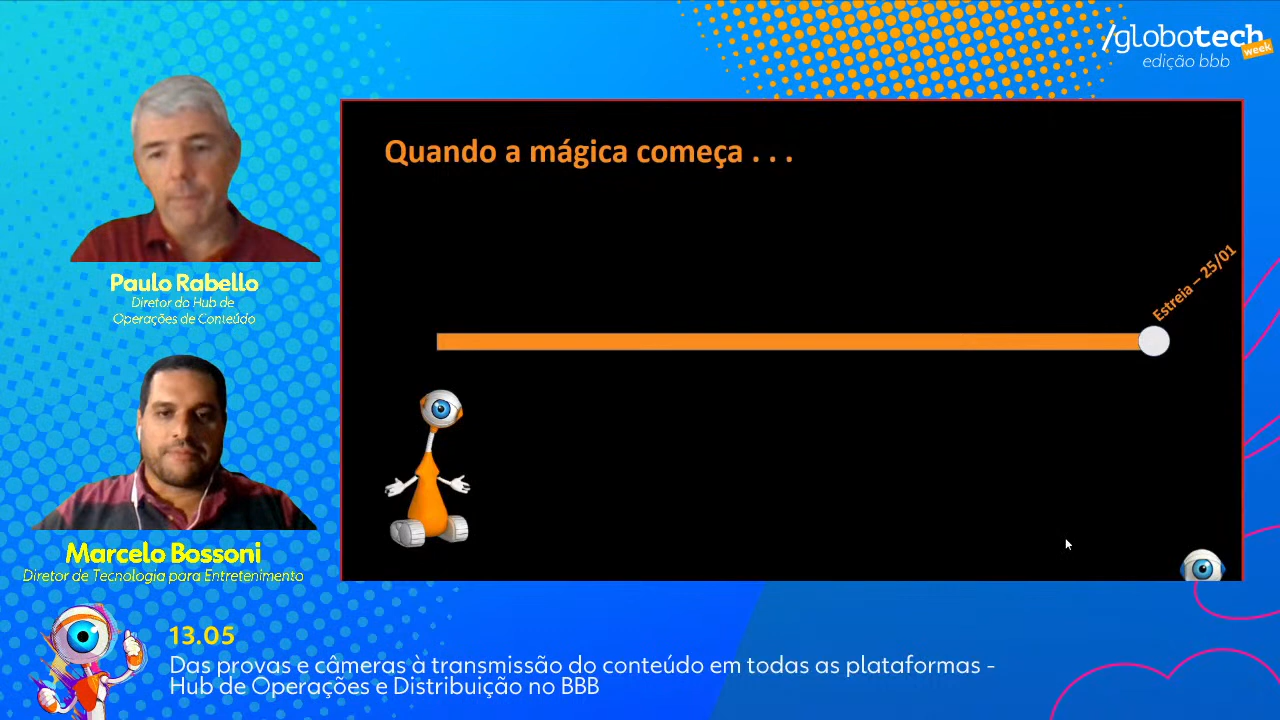 /globotech
week
edição bbb
Quando a mágica começa . . .
Estreia – 25/01
Paulo Rabello
Diretor do Hub de
Operações de Conteúdo
Marcelo Bossoni
Diretor de Tecnologia para Entretenimento
13.05
Das provas e câmeras à transmissão do conteúdo em todas as plataformas -
Hub de Operações e Distribuição no BBB